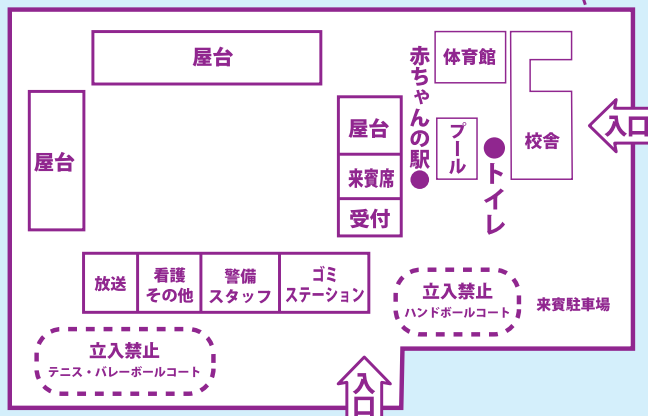 屋台
屋台
屋台
来賓席
受付
赤ちゃんの駅
体育館
プール
校舎
トイレ
入口
放送
看護
その他
警備
スタッフ
ゴミ
ステーション
立入禁止
ハンドボールコート
来賓駐車場
立入禁止
テニス・バレーボールコート
入口